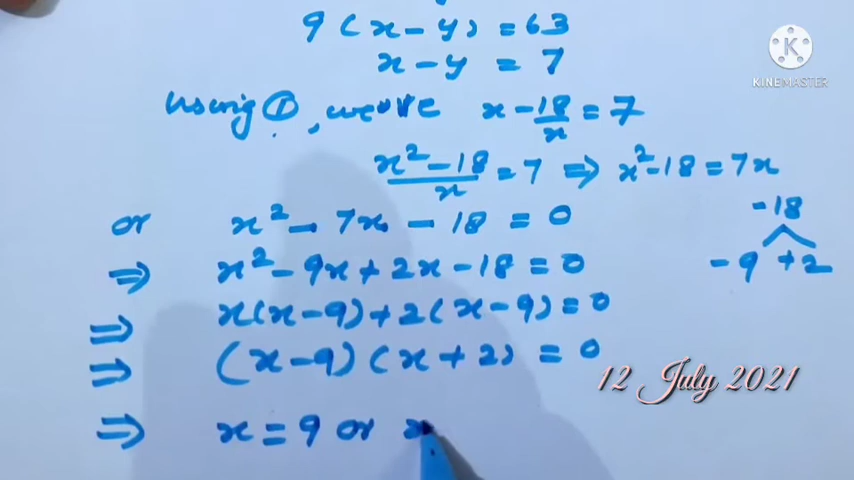 9(x-y) = 63
x-y = 7
KINEMASTER
using ①, we've x - 18/x = 7
x² - 18/x = 7 ⇒ x² - 18 = 7x
or x² - 7x - 18 = 0
-18
-9 +2
⇒ x² - 9x + 2x - 18 = 0
⇒ x(x-9) + 2(x-9) = 0
⇒ (x-9)(x+2) = 0
12 July 2021
⇒ x = 9 or x